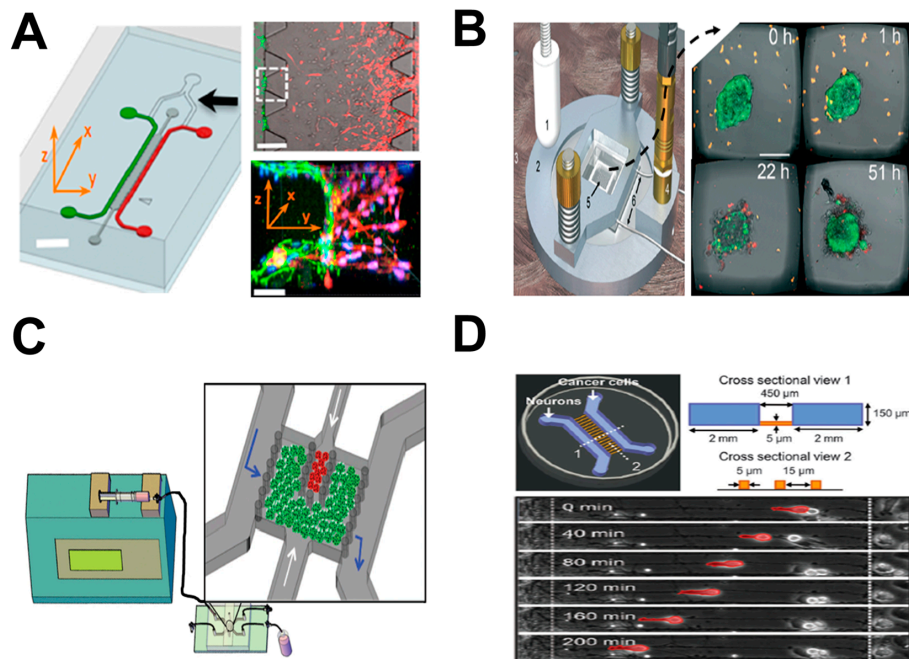 A
z
x
y
z
x
y
B
1
2
3
4
5
6
0 h
1 h
22 h
51 h
C
D
Cancer cells
Neurons
1
2
Cross sectional view 1
450 µm
150 µm
2 mm
5 µm
2 mm
Cross sectional view 2
5 µm
15 µm
0 min
40 min
80 min
120 min
160 min
200 min